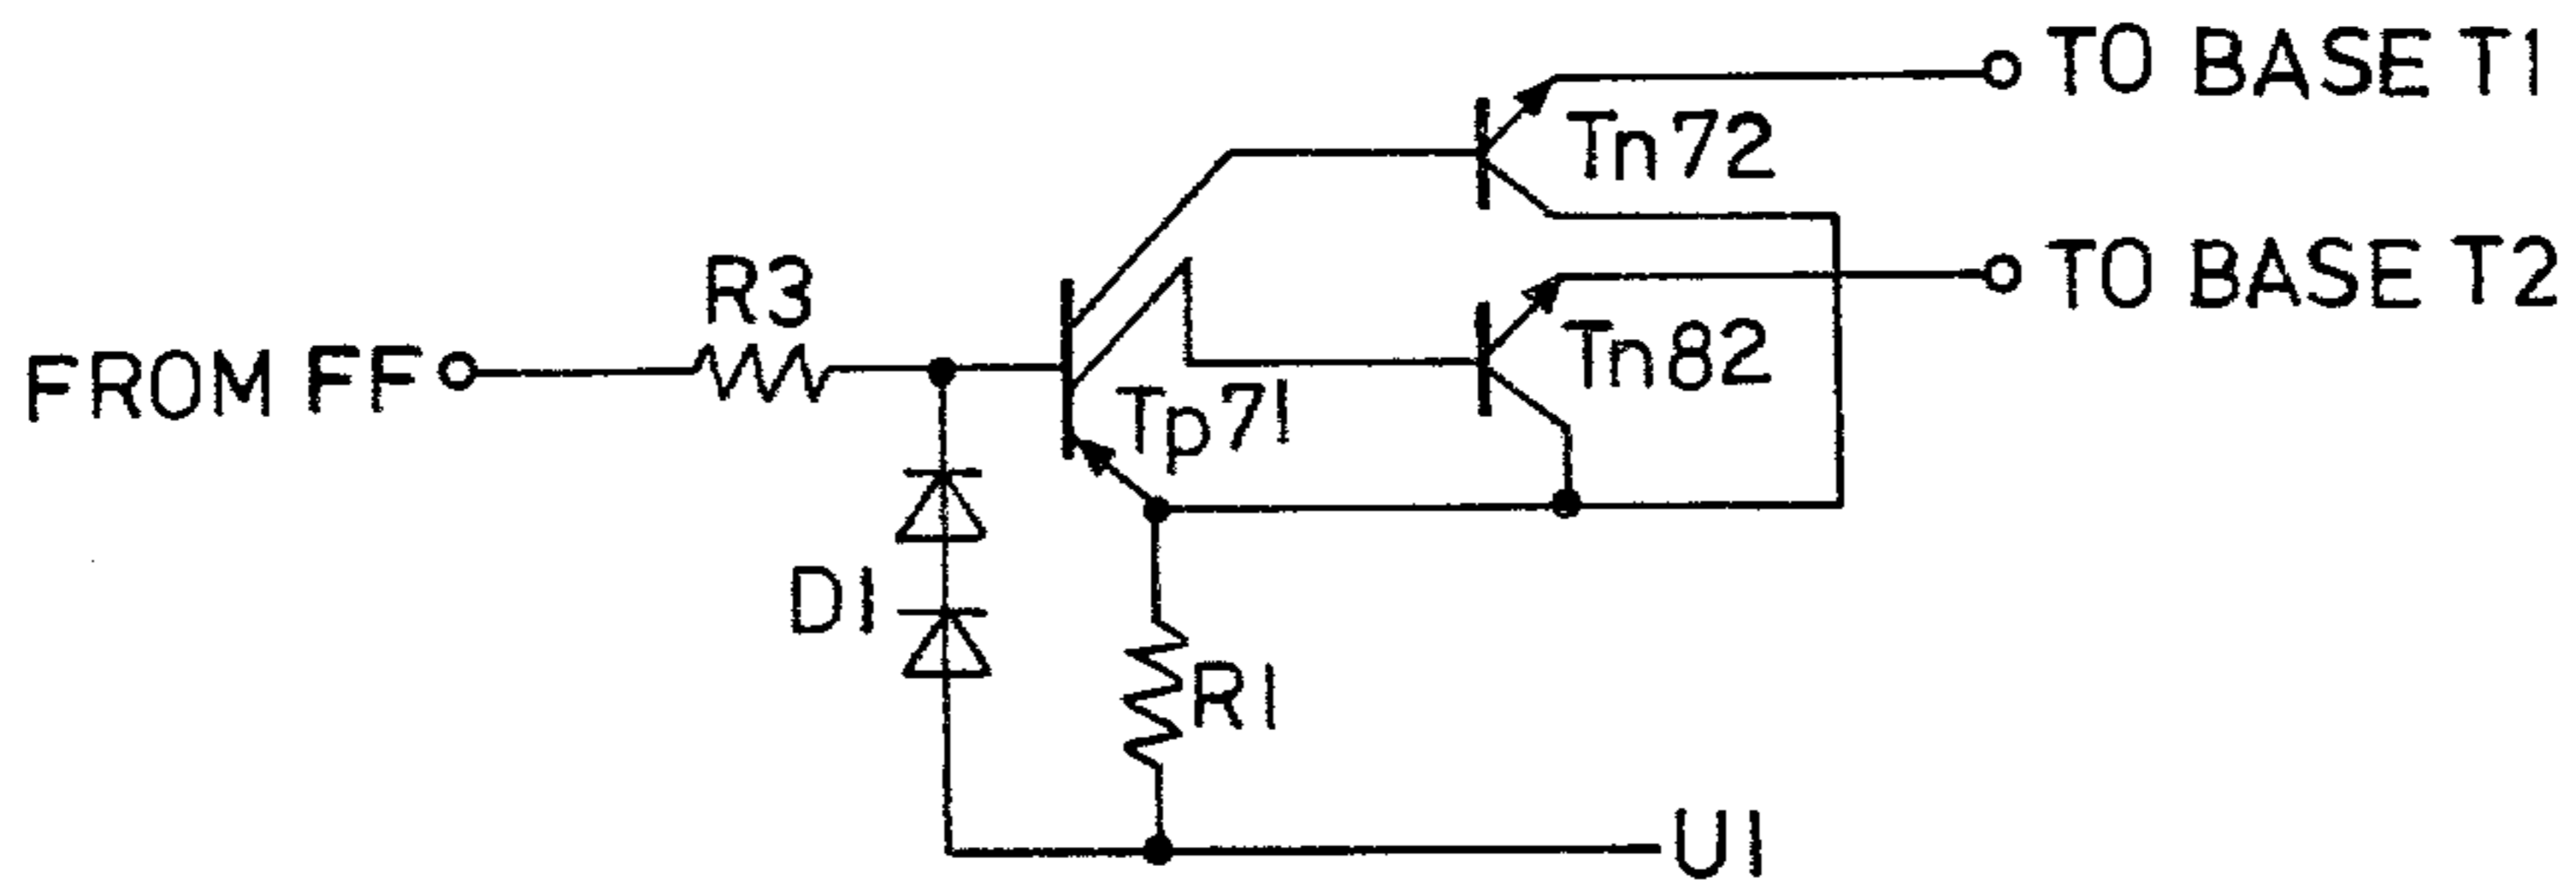 TO BASE T1
Tn72
R3
TO BASE T2
FROM FF
Tn82
Tp71
D1
R1
U1